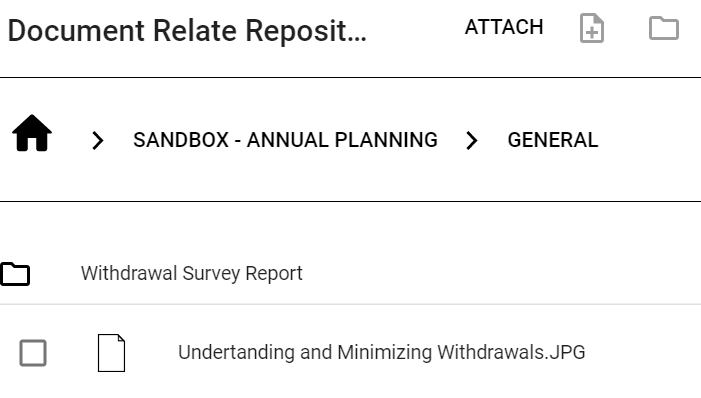 Document Relate Reposit... ATTACH
SANDBOX - ANNUAL PLANNING > GENERAL
Withdrawal Survey Report
Undertanding and Minimizing Withdrawals.JPG